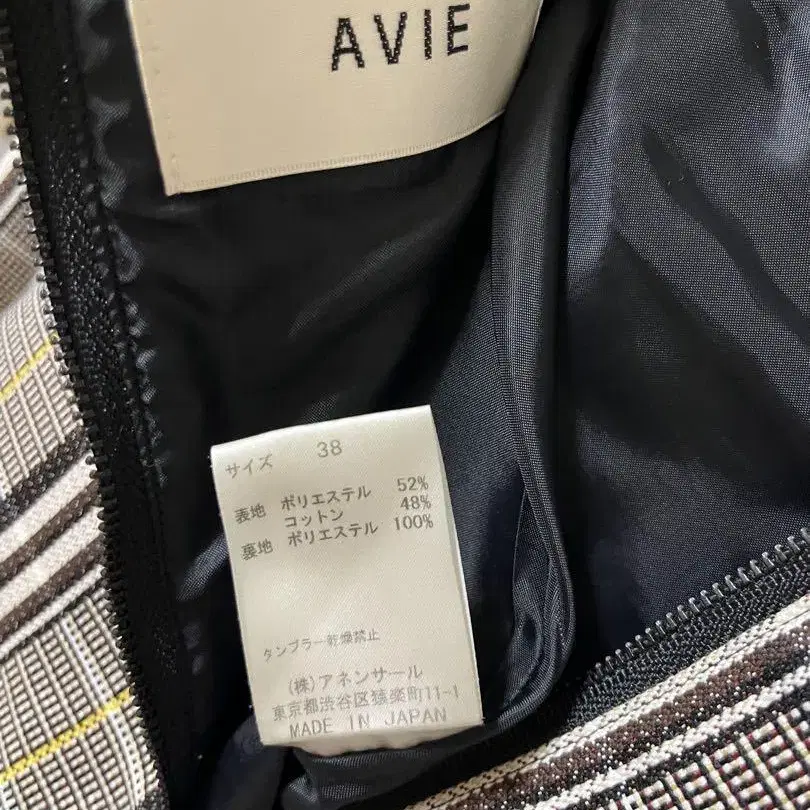 AVIE
サイズ 38
表地 ポリエステル 52%
コットン 48%
裏地 ポリエステル 100%
タンブラー乾燥禁止
(株)アネンサール
東京都渋谷区猿楽町11-1
MADE IN JAPAN